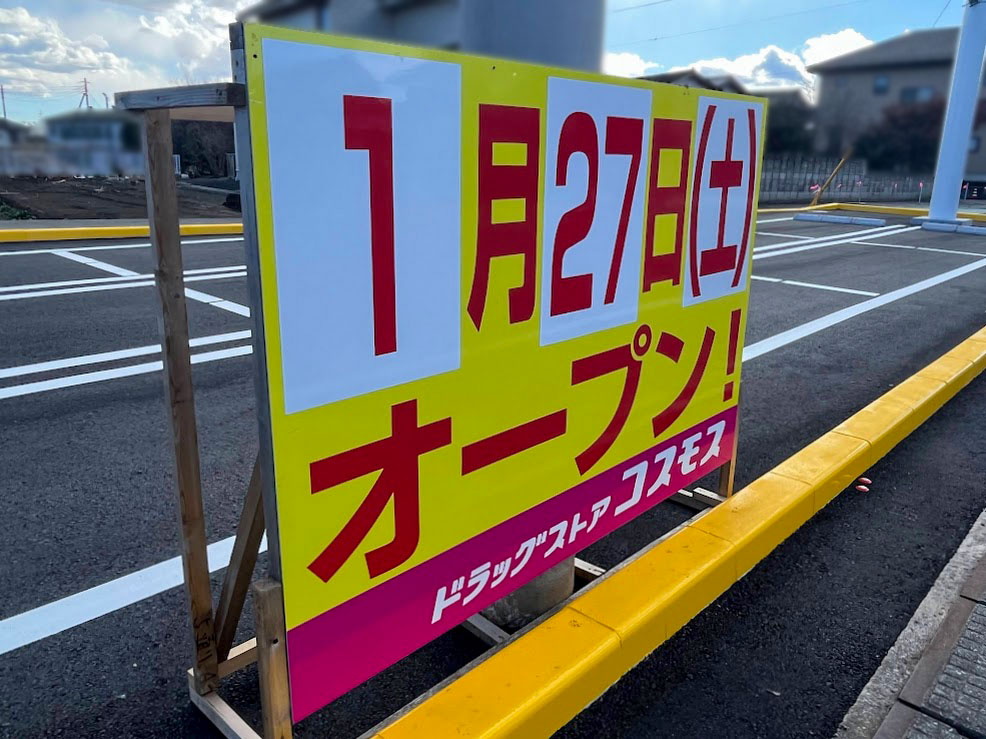 1月27日(土)
オープン!
ドラッグストア コスモス